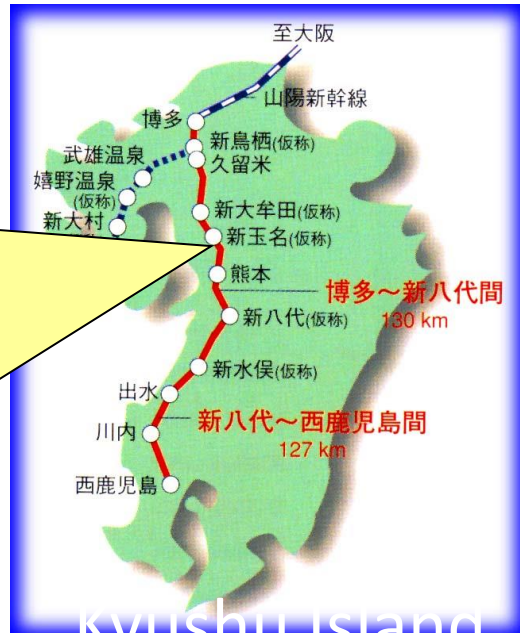 至大阪
山陽新幹線
博多
新鳥栖(仮称)
武雄温泉
久留米
嬉野温泉
(仮称)
新大村
新大牟田(仮称)
新玉名(仮称)
熊本
博多～新八代間
130 km
新八代(仮称)
新水俣(仮称)
出水
新八代～西鹿児島間
127 km
川内
西鹿児島
Kyushu Island